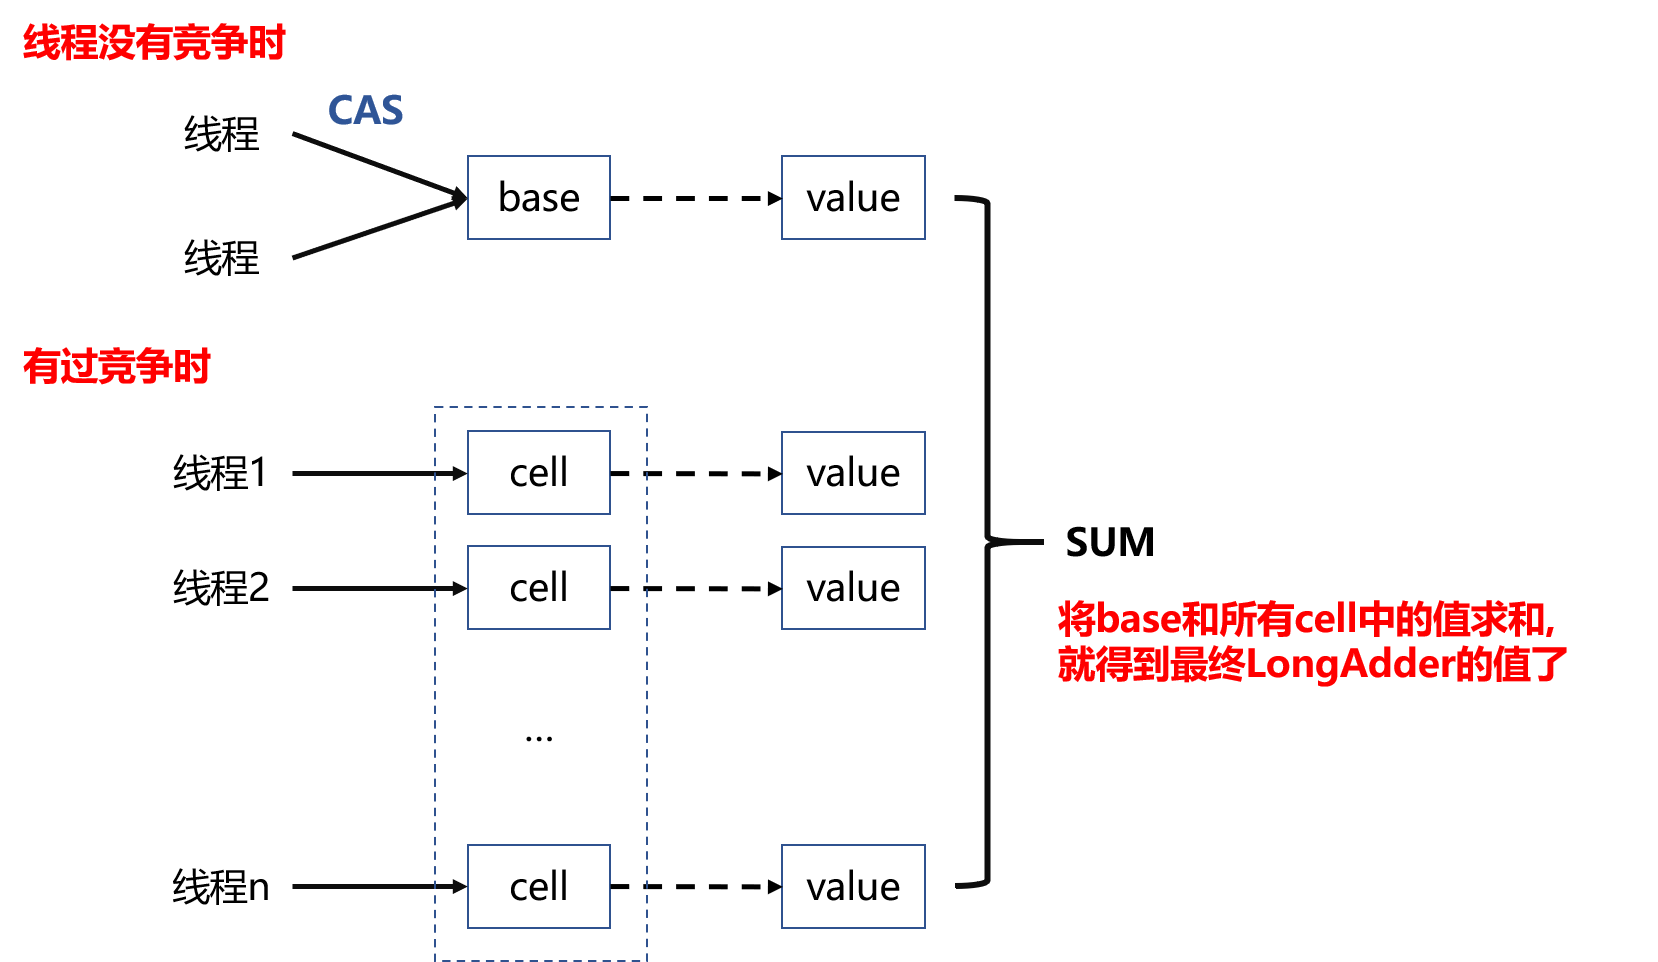 线程没有竞争时
CAS
线程
base
value
线程
有过竞争时
线程1
cell
value
线程2
cell
value
SUM
将base和所有cell中的值求和,
就得到最终LongAdder的值了
...
线程n
cell
value